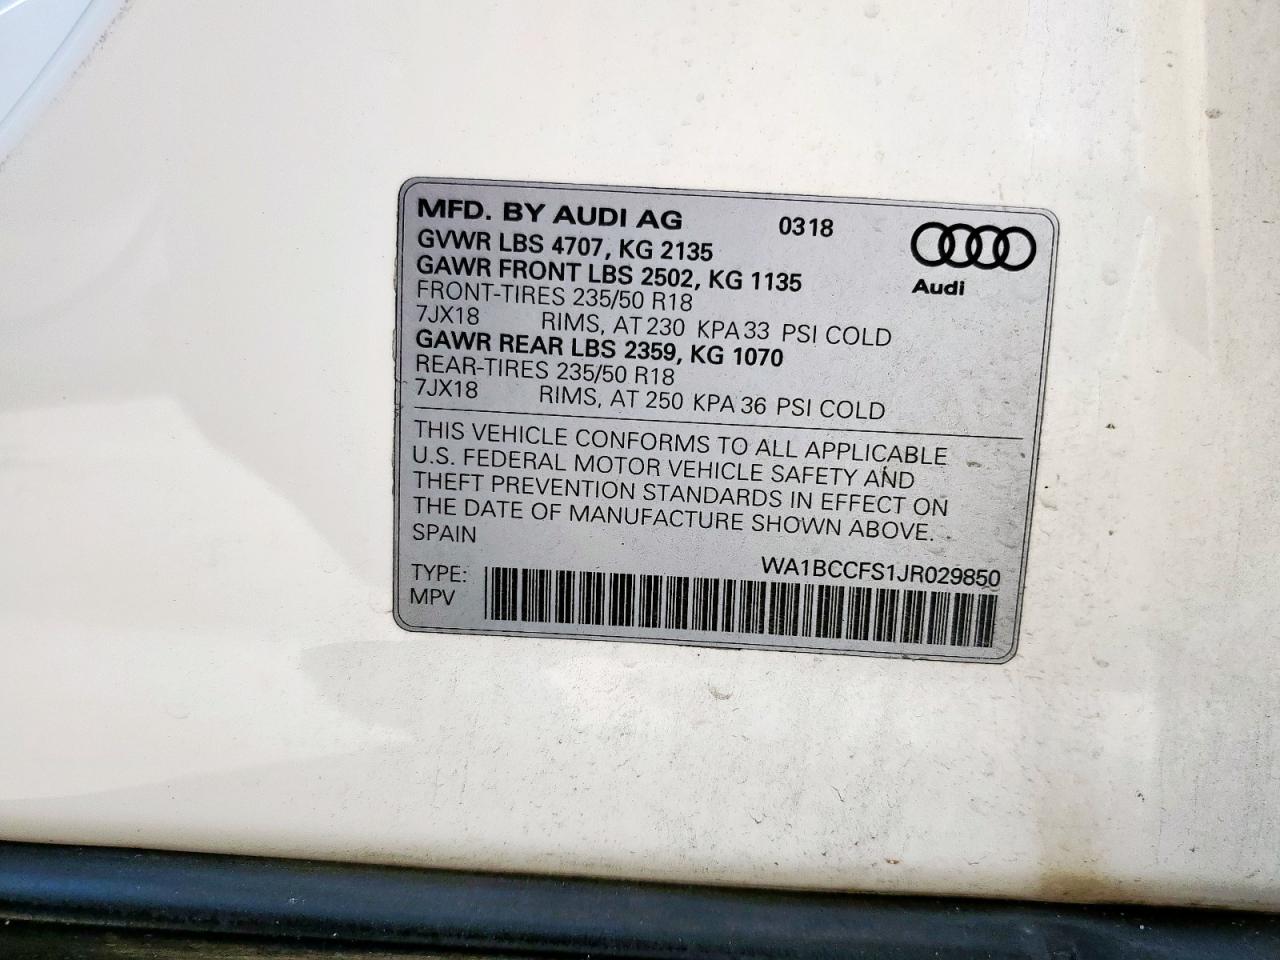 MFD. BY AUDI AG 0318
GVWR LBS 4707, KG 2135
GAWR FRONT LBS 2502, KG 1135
Audi
FRONT-TIRES 235/50 R18
7JX18 RIMS, AT 230 KPA 33 PSI COLD
GAWR REAR LBS 2359, KG 1070
REAR-TIRES 235/50 R18
7JX18 RIMS, AT 250 KPA 36 PSI COLD
THIS VEHICLE CONFORMS TO ALL APPLICABLE
U.S. FEDERAL MOTOR VEHICLE SAFETY AND
THEFT PREVENTION STANDARDS IN EFFECT ON
THE DATE OF MANUFACTURE SHOWN ABOVE.
SPAIN
WA1BCCFS1JR029850
TYPE:
MPV